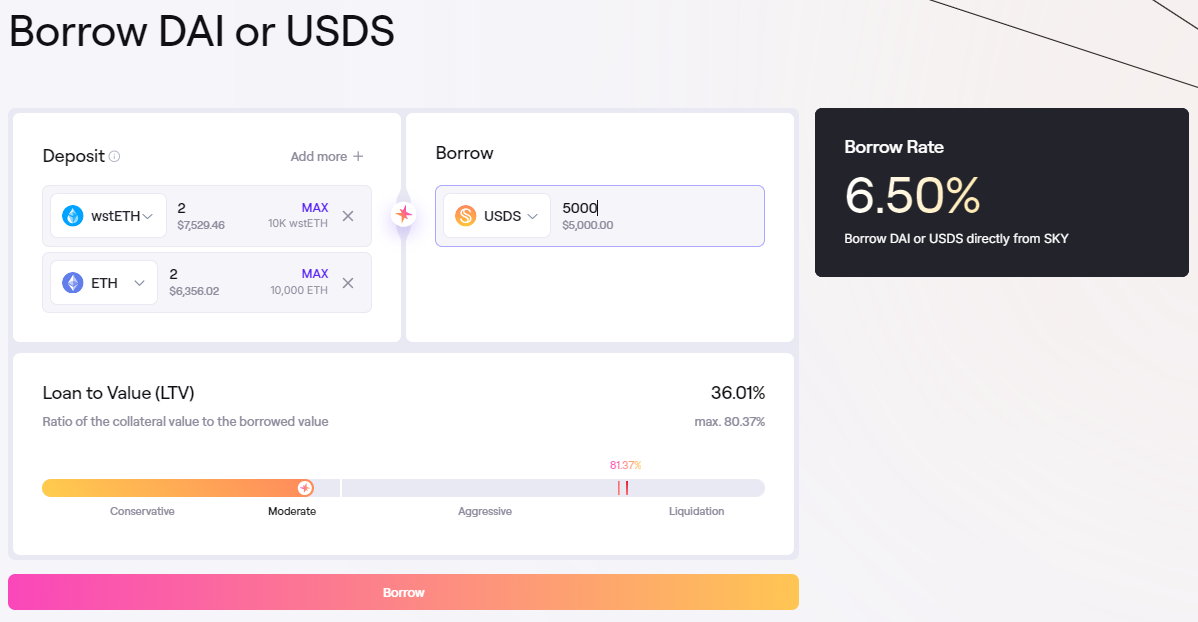 Borrow DAI or USDS
Deposit
Add more +
wstETH
2
$7,529.46
MAX
10K wstETH
ETH
2
$6,356.02
MAX
10,000 ETH
Borrow
USDS
5000
$5,000.00
Borrow Rate
6.50%
Borrow DAI or USDS directly from SKY
Loan to Value (LTV)
36.01%
Ratio of the collateral value to the borrowed value
max. 80.37%
81.37%
Conservative
Moderate
Aggressive
Liquidation
Borrow